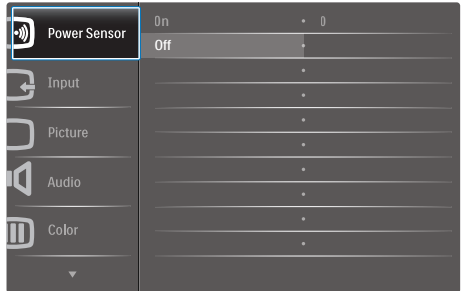 Power Sensor
On • 0
Off •
Input
Picture
Audio
Color